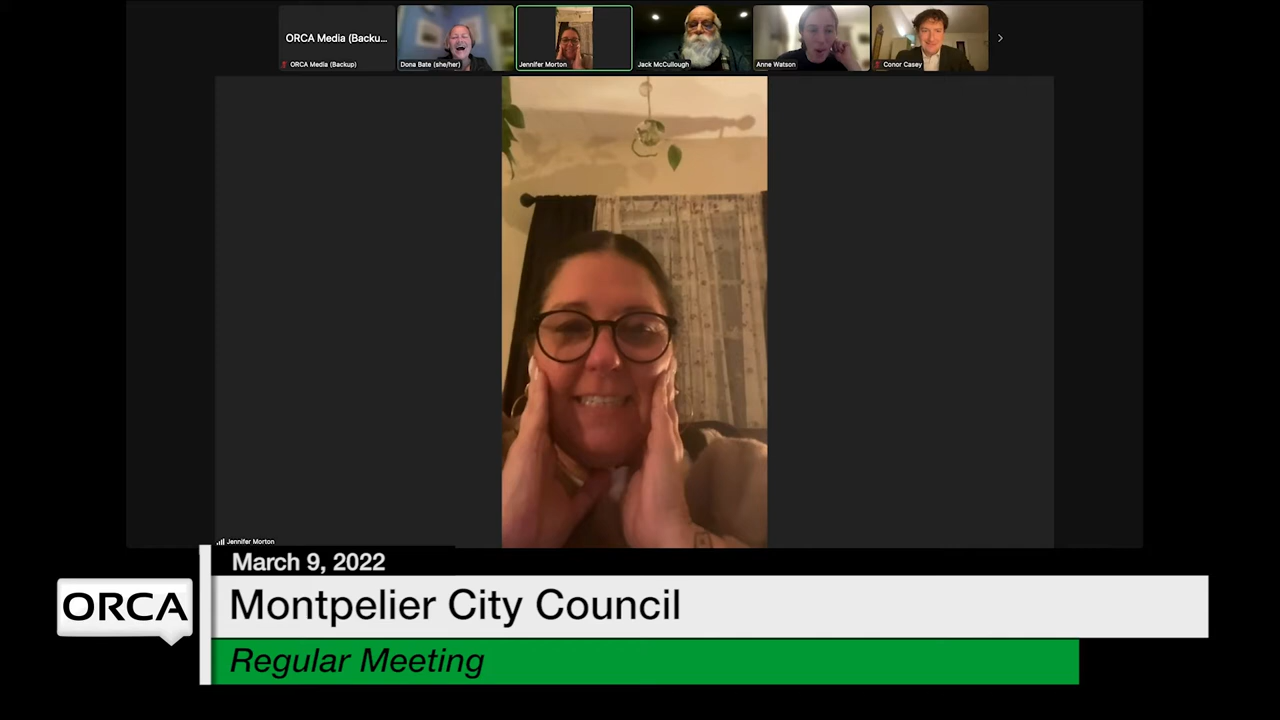 ORCA Media (Backu...
ORCA Media (Backup)
Dona Bate (she/her)
Jennifer Morton
Jack McCullough
Anne Watson
Conor Casey
Jennifer Morton
March 9, 2022
ORCA
Montpelier City Council
Regular Meeting